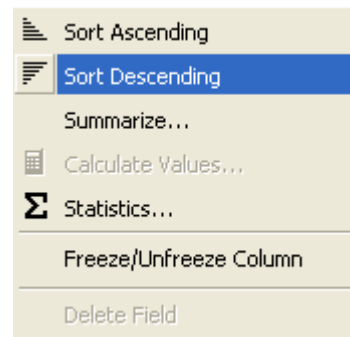 Sort Ascending
Sort Descending
Summarize...
Calculate Values...
Σ Statistics...
Freeze/Unfreeze Column
Delete Field